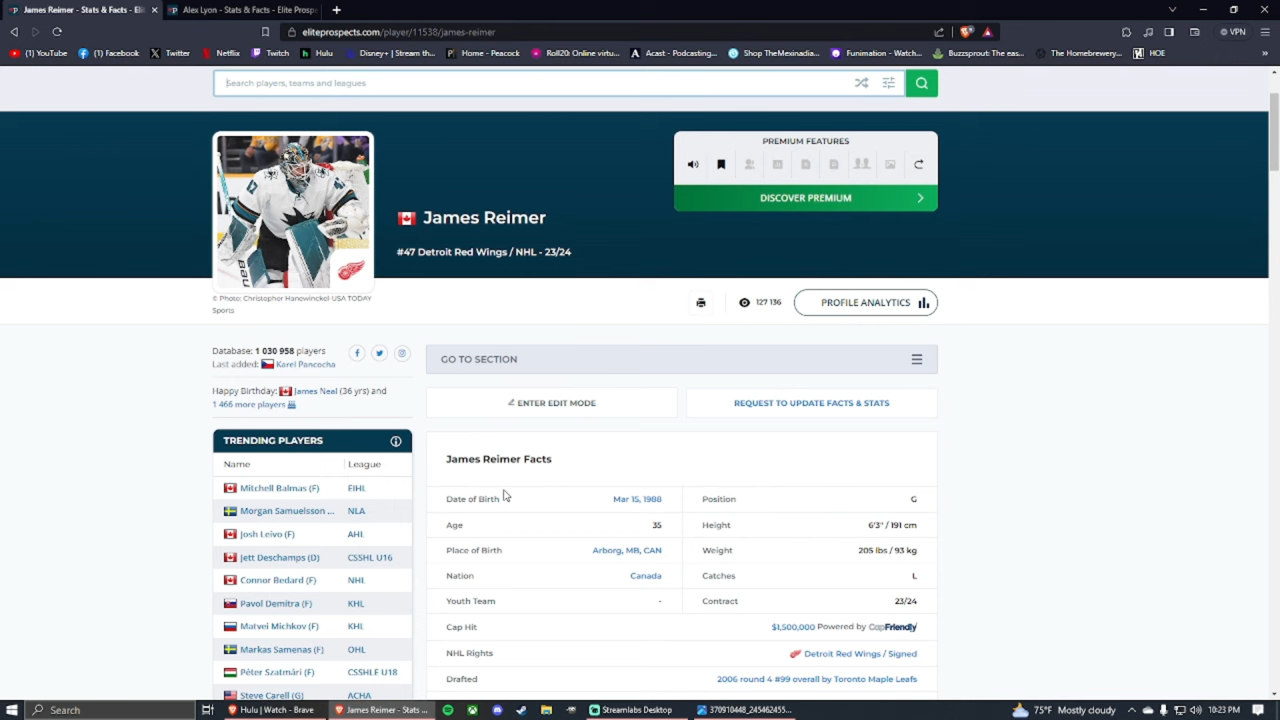 James Reimer - Stats & Facts - Eli
Alex Lyon - Stats & Facts - Elite Prosp
eliteprospects.com/player/11538/james-reimer
VPN
(1) YouTube
(1) Facebook
Twitter
Netflix
Twitch
Hulu
Disney+ | Stream th...
Home - Pocket Casts
Roll20: Online virtu...
Acast - Podcasting...
Shop TheMexinadia...
Funimation - Watch...
Buzzsprout: The eas...
The Homebrewery...
HOE
Search players, teams and leagues
PREMIUM FEATURES
DISCOVER PREMIUM
James Reimer
#47 Detroit Red Wings / NHL - 23/24
© Photo: Christopher Hanewinckel-USA TODAY
Sports
127 136
PROFILE ANALYTICS
Database: 1 030 958 players
Last added: Karel Pancocha
GO TO SECTION
Happy Birthday: James Neal (36 yrs) and
1 466 more players
ENTER EDIT MODE
REQUEST TO UPDATE FACTS & STATS
TRENDING PLAYERS
Name League
Mitchell Balmas (F) EIHL
Morgan Samuelsson ... NLA
Josh Leivo (F) AHL
Jett Deschamps (D) CSSHL U16
Connor Bedard (F) NHL
Pavol Demitra (F) KHL
Matvei Michkov (F) KHL
Markas Samenas (F) OHL
Péter Szatmári (F) CSSHLE U18
Steve Carell (G) ACHA
James Reimer Facts
Date of Birth Mar 15, 1988
Position G
Age 35
Height 6'3" / 191 cm
Place of Birth Arborg, MB, CAN
Weight 205 lbs / 93 kg
Nation Canada
Catches L
Youth Team -
Contract 23/24
Cap Hit $1,500,000 Powered by CapFriendly
NHL Rights Detroit Red Wings / Signed
Drafted 2006 round 4 #99 overall by Toronto Maple Leafs
Search
Hulu | Watch - Brave
James Reimer - Stats ...
Streamlabs Desktop
370910448_245462455...
75°F Mostly cloudy
10:23 PM